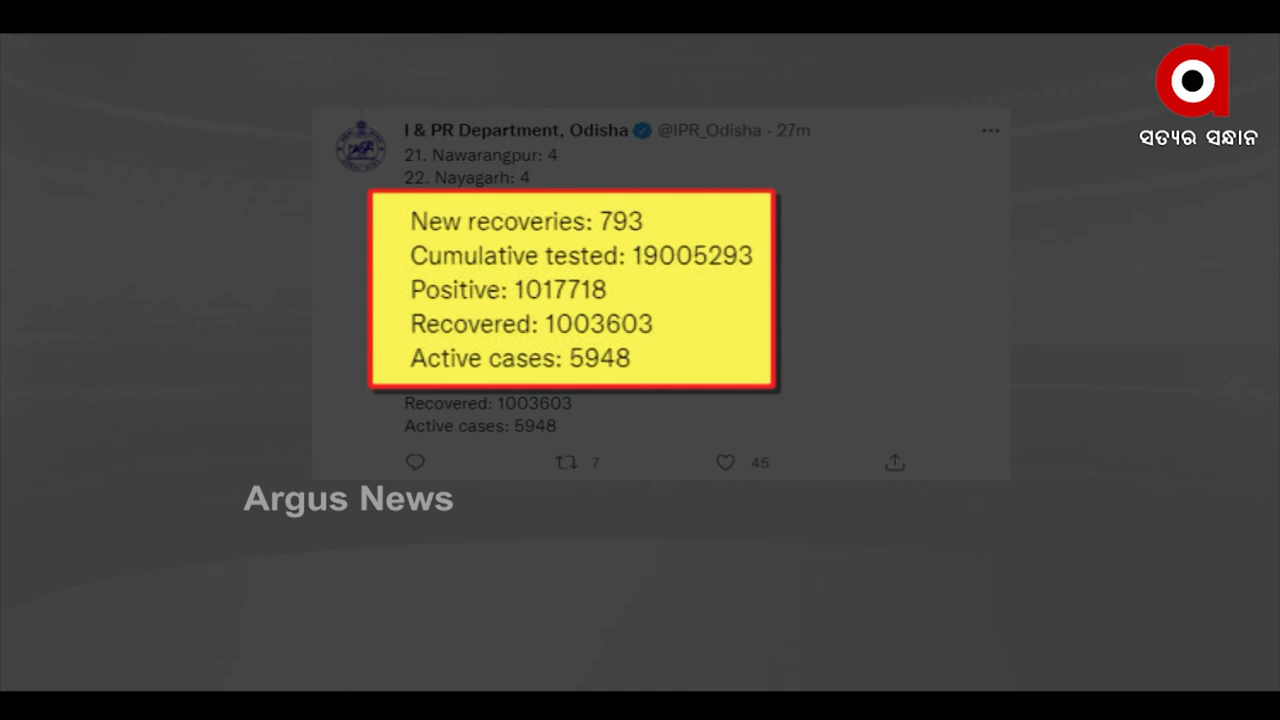 I & PR Department, Odisha @IPR_Odisha · 27m
21. Nawarangpur: 4
22. Nayagarh: 4
New recoveries: 793
Cumulative tested: 19005293
Positive: 1017718
Recovered: 1003603
Active cases: 5948
Recovered: 1003603
Active cases: 5948
7 45
Argus News
ସତ୍ୟର ସନ୍ଧାନ